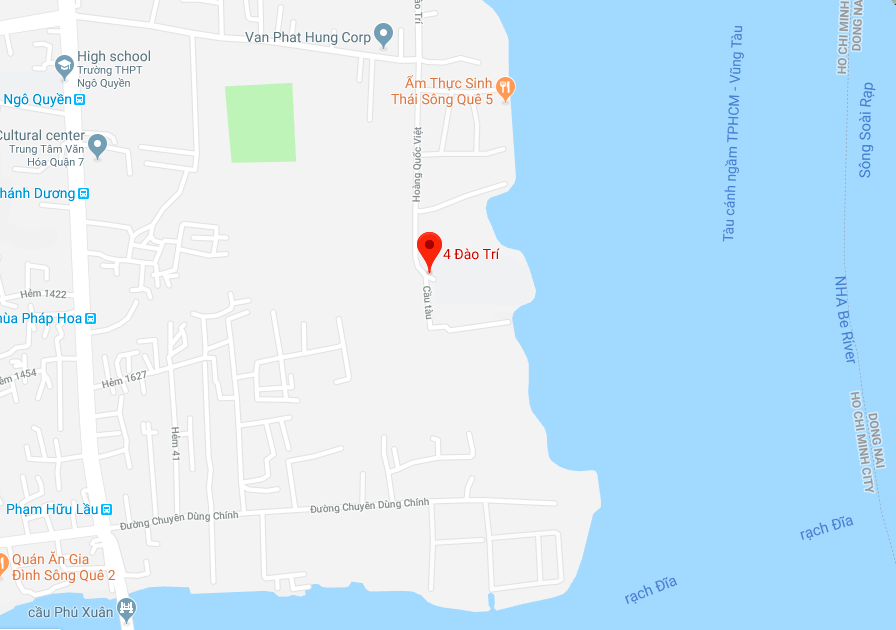 ào Trí
Van Phat Hung Corp
High school
Trường THPT
Ngô Quyền
Ngô Quyền
Ẩm Thực Sinh
Thái Sông Quê 5
Cultural center
Trung Tâm Văn
Hóa Quận 7
hánh Dương
Hoàng Quốc Việt
4 Đào Trí
Cầu tàu
Hẻm 1422
hùa Pháp Hoa
ẻm 1454
Hẻm 1627
Hẻm 41
Phạm Hữu Lầu
Đường Chuyên Dùng Chính
Đường Chuyên Dùng Chính
Quán Ăn Gia
Đình Sông Quê 2
cầu Phú Xuân
Tàu cánh ngầm TPHCM - Vũng Tàu
HO CHI MINH
DONG NA
Sông Soài Rạp
NHA Be River
DONG NAI
HO CHI MINH CITY
rạch Đĩa
rạch Đĩa